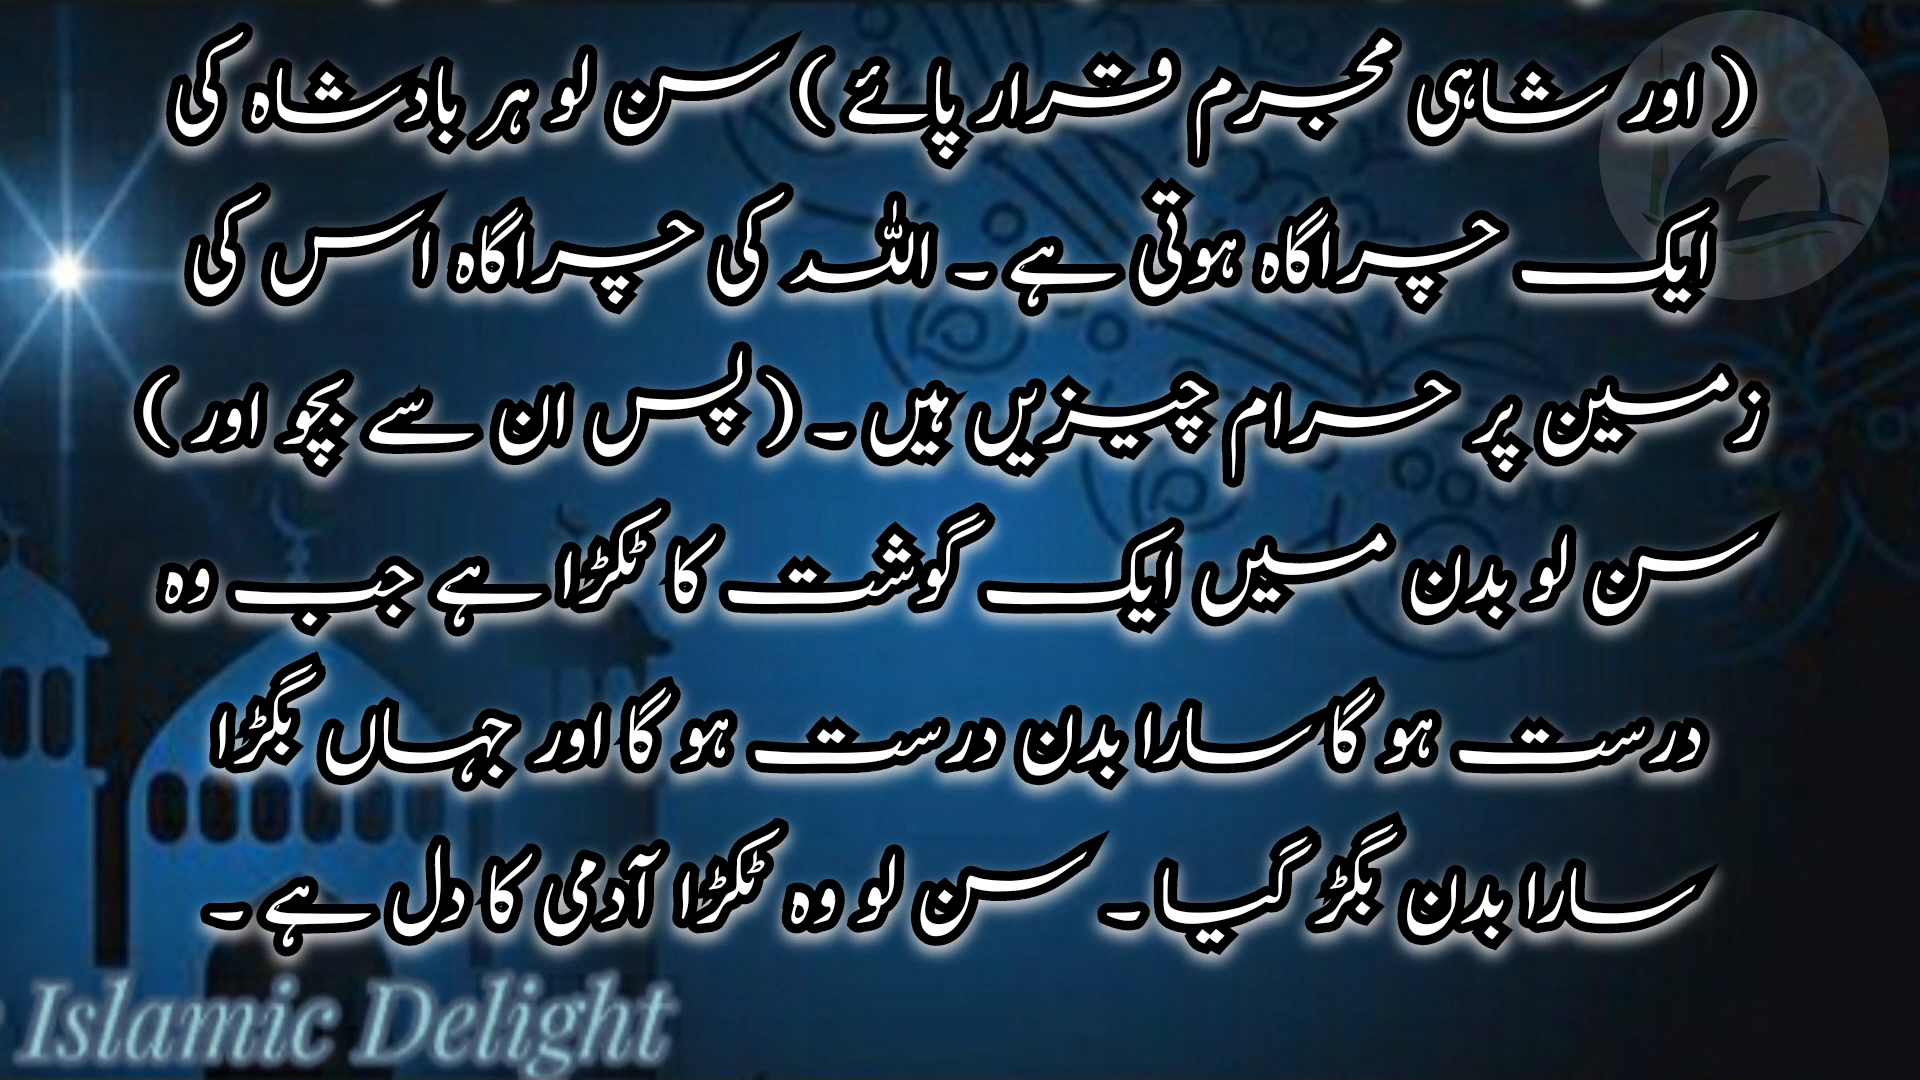 ( اور شاہی مجرم قرار پائے ) سن لو ہر بادشاہ کی
ایک چراگاہ ہوتی ہے ۔ اللہ کی چراگاہ اس کی
زمین پر حرام چیزیں ہیں ۔ ( پس ان سے بچو اور )
سن لو بدن میں ایک گوشت کا ٹکڑا ہے جب وہ
درست ہو گا سارا بدن درست ہو گا اور جہاں بگڑا
سارا بدن بگڑ گیا ۔ سن لو وہ ٹکڑا آدمی کا دل ہے ۔
Islamic Delight